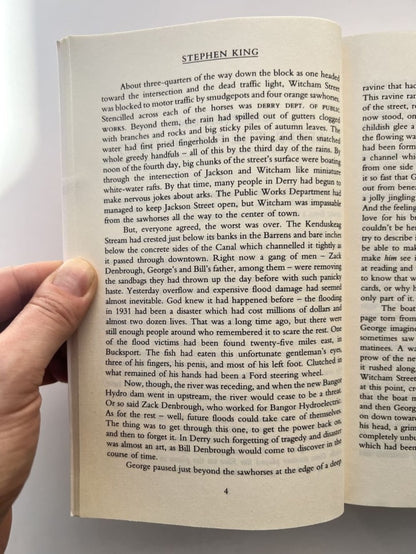 STEPHEN KING
About three-quarters of the way down the block as one headed
toward the intersection and the dead traffic light, Witcham Street
was blocked to motor traffic by smudgepots and four orange sawhorses.
Stencilled across each of the horses was DERRY DEPT. OF PUBLIC
WORKS. Beyond them, the rain had spilled out of gutters clogged
with branches and rocks and big sticky piles of autumn leaves. The
water had first pried fingerholds in the paving and then snatched
whole greedy handfuls – all of this by the third day of the rains. By
noon of the fourth day, big chunks of the street's surface were boating
through the intersection of Jackson and Witcham like miniature
white-water rafts. By that time, many people in Derry had begun to
make nervous jokes about arks. The Public Works Department had
managed to keep Jackson Street open, but Witcham was impassable
from the sawhorses all the way to the center of town.
But, everyone agreed, the worst was over. The Kenduskeag
Stream had crested just below its banks in the Barrens and bare inches
below the concrete sides of the Canal which channelled it tightly as
it passed through downtown. Right now a gang of men – Zack
Denbrough, George's and Bill's father, among them – were removing
the sandbags they had thrown up the day before with such panicky
haste. Yesterday overflow and expensive flood damage had seemed
almost inevitable. God knew it had happened before – the flooding
in 1931 had been a disaster which had cost millions of dollars and
almost two dozen lives. That was a long time ago, but there were
still enough people around who remembered it to scare the rest. One
of the flood victims had been found twenty-five miles east, in
Bucksport. The fish had eaten this unfortunate gentleman's eyes,
three of his fingers, his penis, and most of his left foot. Clutched in
what remained of his hands had been a Ford steering wheel.
Now, though, the river was receding, and when the new Bangor
Hydro dam went in upstream, the river would cease to be a threat.
Or so said Zack Denbrough, who worked for Bangor Hydroelectric.
As for the rest – well, future floods could take care of themselves.
The thing was to get through this one, to get the power back on,
and then to forget it. In Derry such forgetting of tragedy and disaster
was almost an art, as Bill Denbrough would come to discover in the
course of time.
George paused just beyond the sawhorses at the edge of a deep
4
ravine that ha
This ravine ran
of the street, r
now stood, on
childish glee a
the flowing w
had been form
a channel whi
from one side
it so fast that G
out from bene
a jolly jingling
And the feeling
love for his b
couldn't be he
try to describe i
be able to mak
make him see i
at reading and
to know that w
cards, or why h
only part of it.
The boat
page torn from
George imagin
sometimes saw
matinees. A wa
prow of the ne
it rushed along
Witcham Stree
at this point, cr
that the boat m
and then Georg
on down towar
his head, a grim
completely unbu
which had been